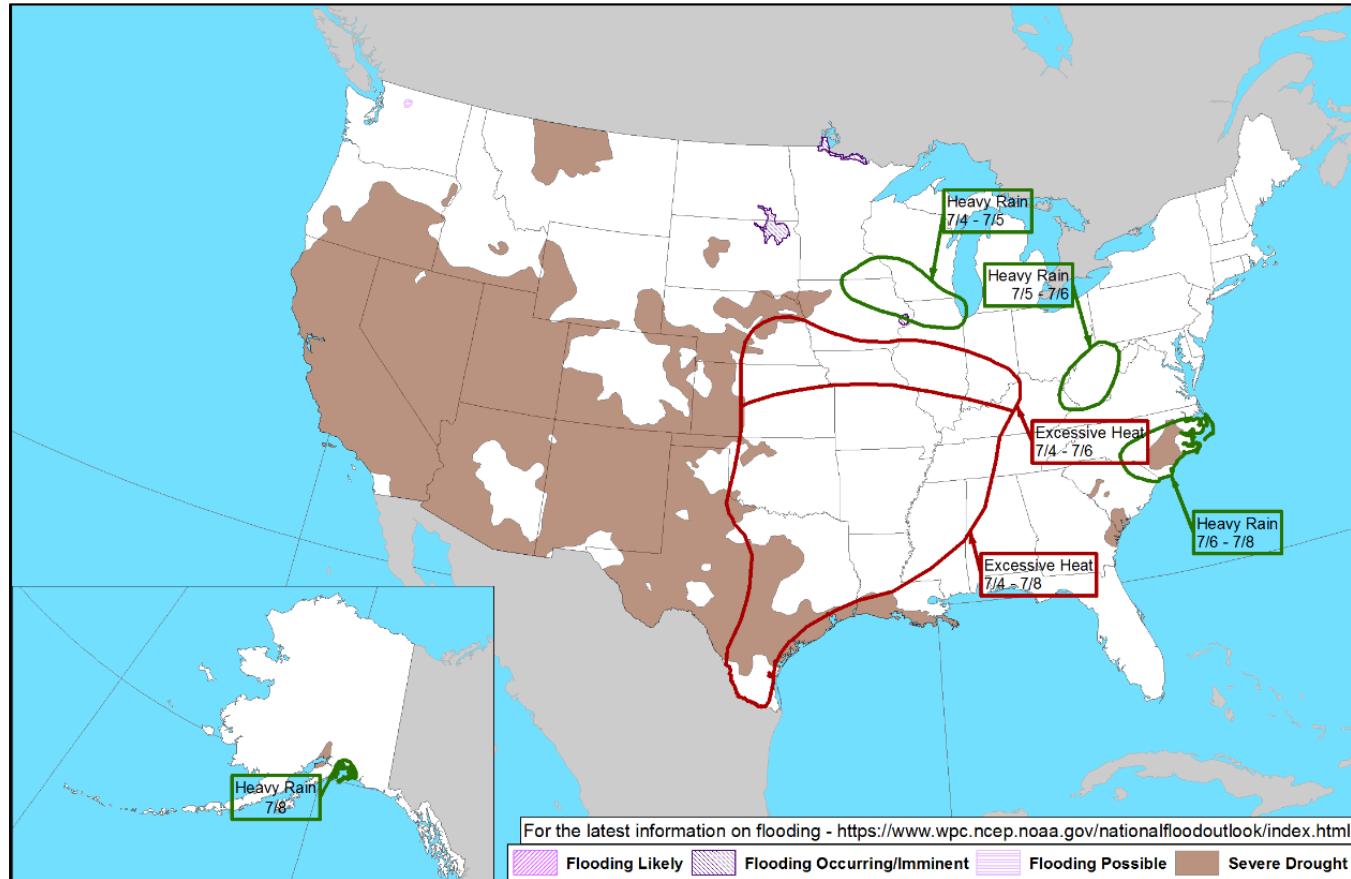 Heavy Rain
7/4 - 7/5
Heavy Rain
7/5 - 7/6
Excessive Heat
7/4 - 7/6
Heavy Rain
7/6 - 7/8
Excessive Heat
7/4 - 7/8
Heavy Rain
7/8
For the latest information on flooding - https://www.wpc.ncep.noaa.gov/nationalfloodoutlook/index.html
Flooding Likely Flooding Occurring/Imminent Flooding Possible Severe Drought